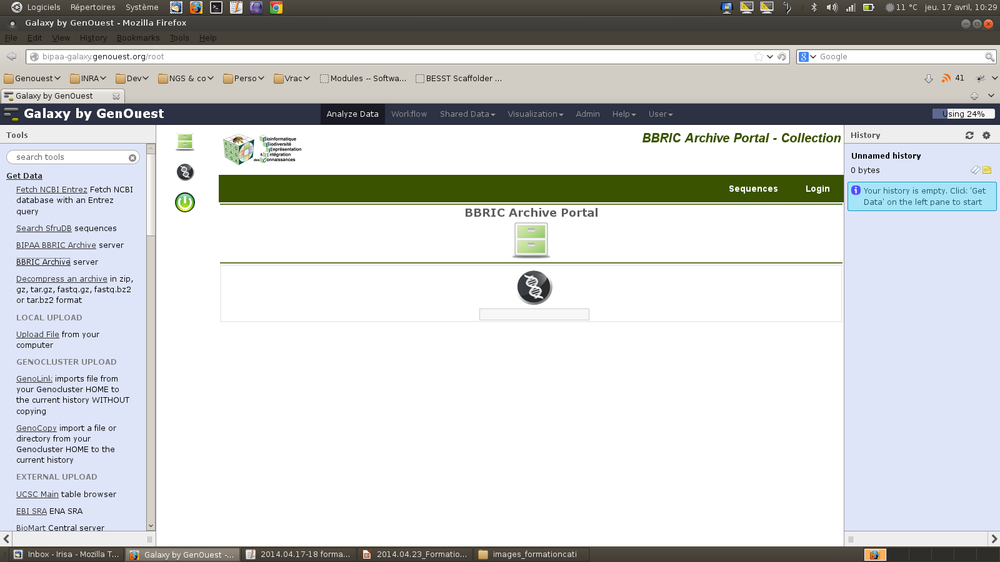 Logiciels Répertoires Système 11 °C jeu. 17 avril, 10:29
Galaxy by GenOuest - Mozilla Firefox
File Edit View History Bookmarks Tools Help
bipaa-galaxy.genouest.org/root Google
Genouest INRA Dev NGS & co Perso Vrac Modules -- Softwa... BESST Scaffolder ... 41
Galaxy by GenOuest
Galaxy by GenOuest Analyze Data Workflow Shared Data Visualization Admin Help User Using 24%
Tools
search tools
Get Data
Fetch NCBI Entrez Fetch NCBI
database with an Entrez
query
Search SfruDB sequences
BIPAA BBRIC Archive server
BBRIC Archive server
Decompress an archive in zip,
gz, tar.gz, fastq.gz, fastq.bz2
or tar.bz2 format
LOCAL UPLOAD
Upload File from your
computer
GENOCLUSTER UPLOAD
GenoLink imports file from
your Genocluster HOME to
the current history WITHOUT
copying
GenoCopy import a file or
directory from your
Genocluster HOME to the
current history
EXTERNAL UPLOAD
UCSC Main table browser
EBI SRA ENA SRA
BioMart Central server
Bioinformatique
Biodiversité
Représentation
& Intégration
des Connaissances
BBRIC Archive Portal - Collection
Sequences Login
BBRIC Archive Portal
History
Unnamed history
0 bytes
Your history is empty. Click 'Get
Data' on the left pane to start
Inbox - Irisa - Mozilla T... Galaxy by GenOuest -... 2014.04.17-18 forma... 2014.04.23_Formatio... images_formationcati